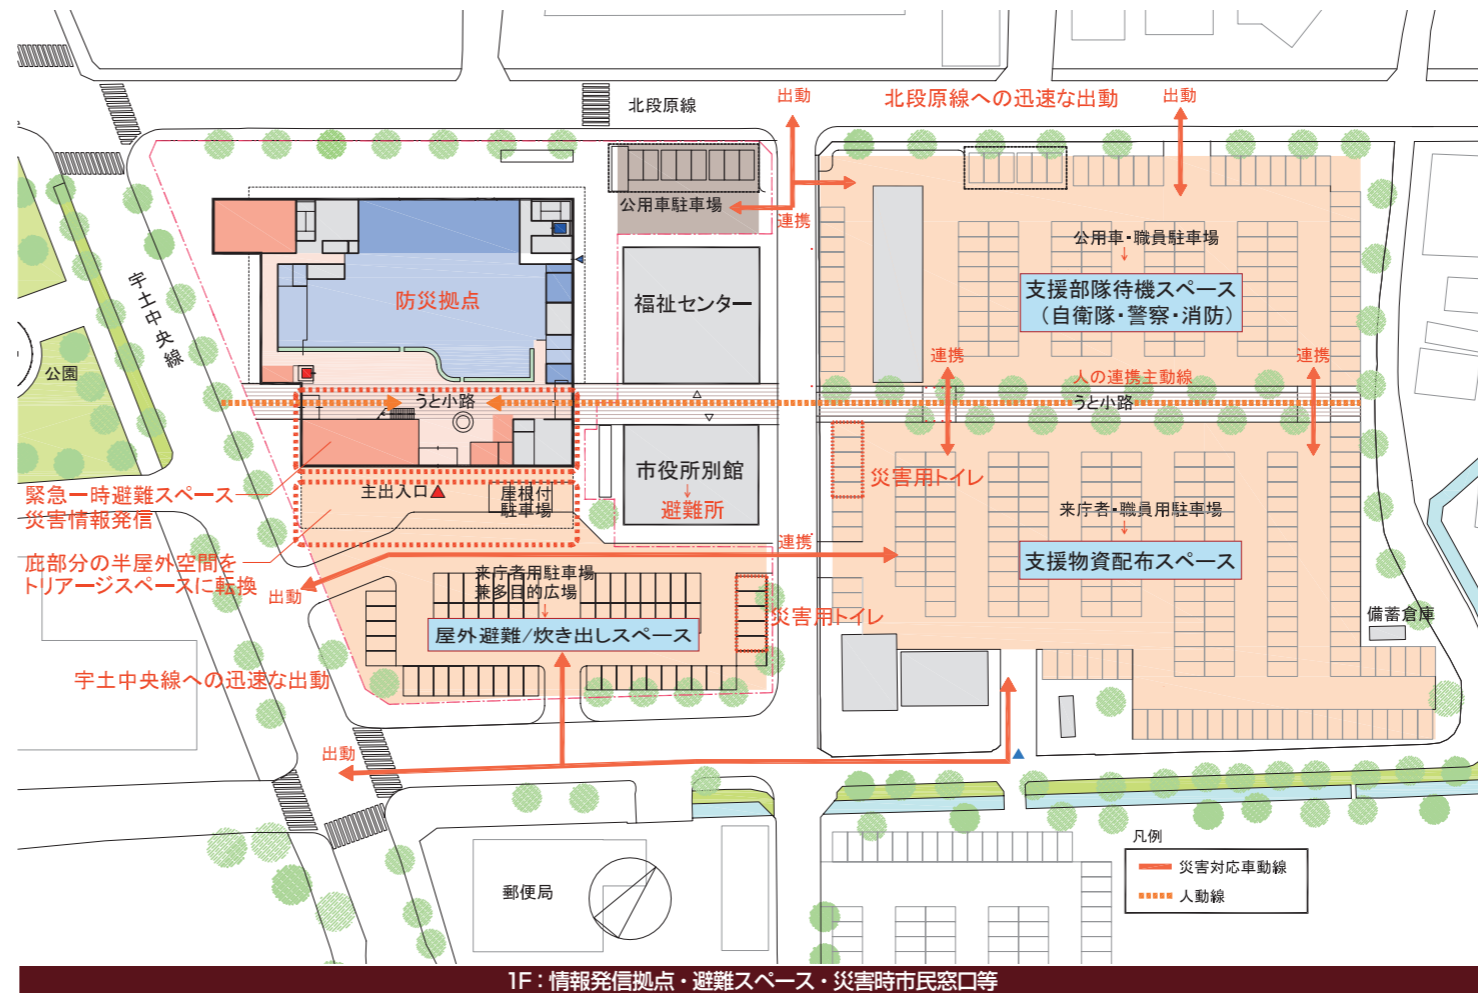 北段原線
出動
北段原線への迅速な出動
出動
公用車駐車場
連携
公用車・職員駐車場
支援部隊待機スペース
(自衛隊・警察・消防)
防災拠点
福祉センター
宇土中央線
公園
連携
連携
人の連携主動線
うと小路
うと小路
市役所別館
避難所
災害用トイレ
緊急一時避難スペース
災害情報発信
主出入口
屋根付
駐車場
来庁者・職員用駐車場
支援物資配布スペース
庇部分の半屋外空間を
トリアージスペースに転換
出動
連携
来庁者用駐車場
兼多目的広場
屋外避難/炊き出しスペース
災害用トイレ
備蓄倉庫
宇土中央線への迅速な出動
出動
郵便局
凡例
災害対応車動線
人動線
1F:情報発信拠点・避難スペース・災害時市民窓口等